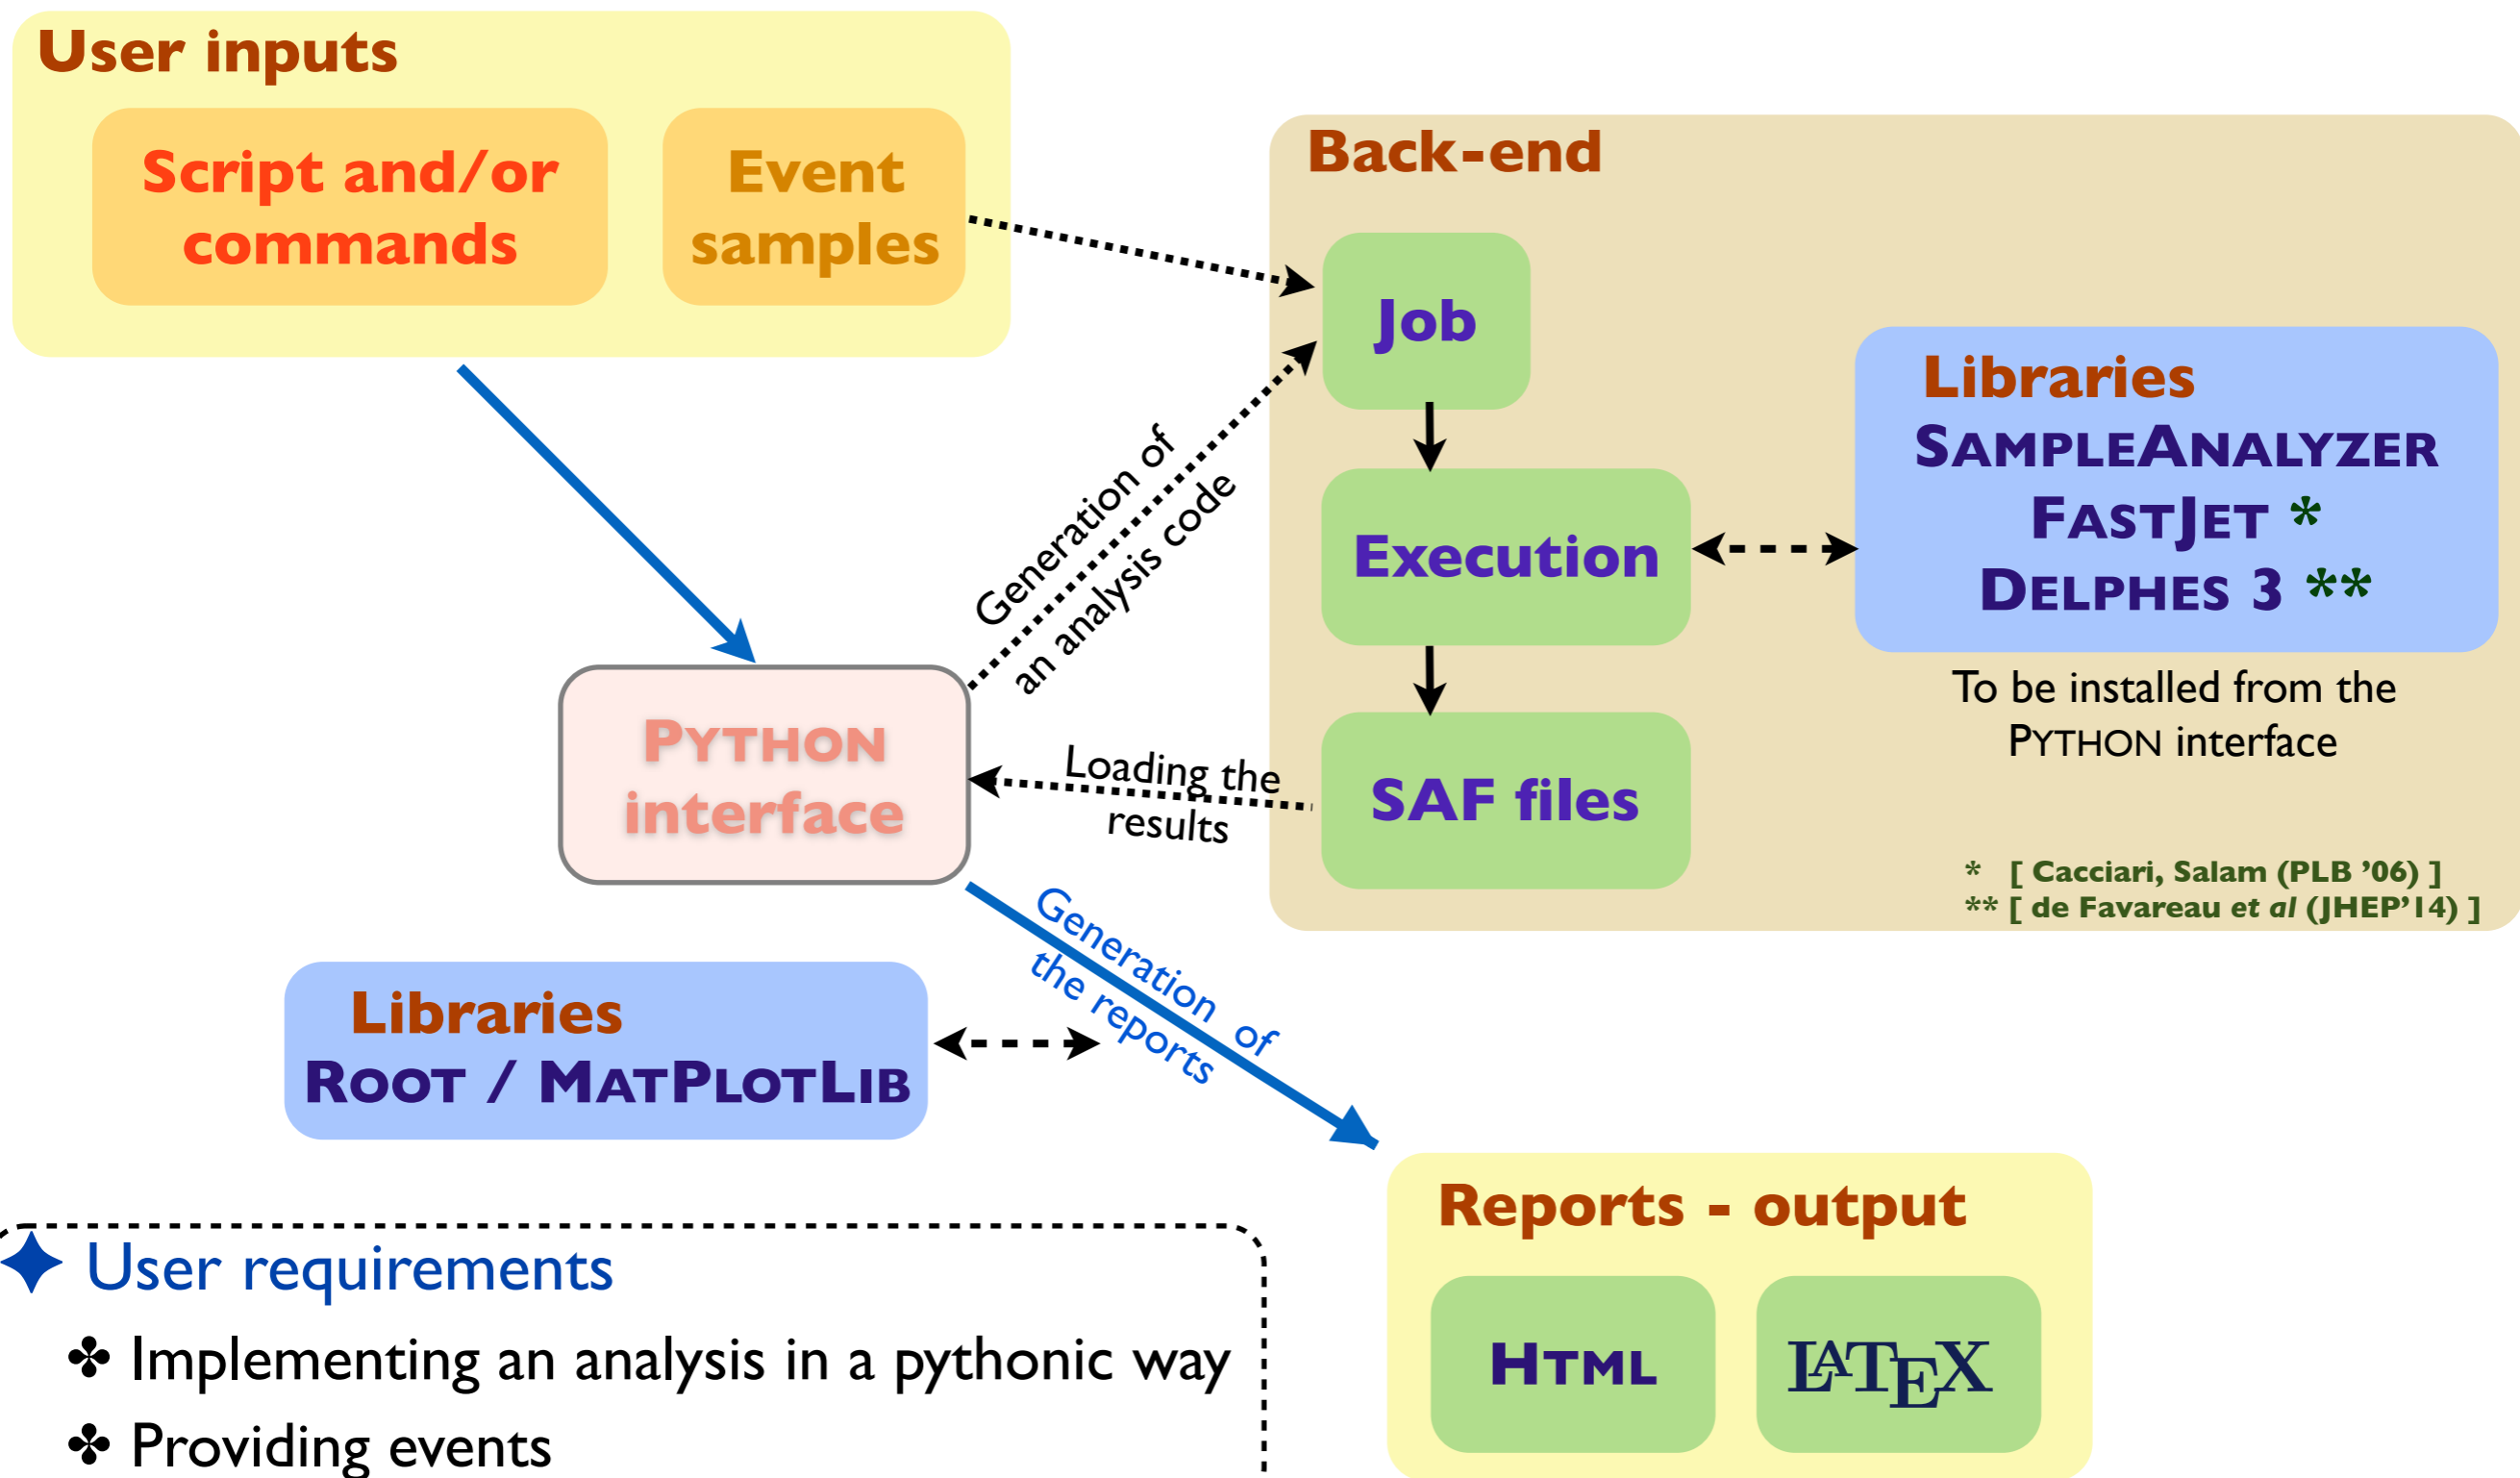 User inputs
Script and/or
commands
Event
samples
Back-end
Job
Execution
SAF files
Libraries
SAMPLEANALYZER
FASTJET *
DELPHES 3 **
To be installed from the
PYTHON interface
* [ Cacciari, Salam (PLB ’06) ]
** [ de Favareau et al (JHEP’14) ]
Generation of
an analysis code
PYTHON
interface
Loading the
results
Generation of
the reports
Libraries
ROOT / MATPLOTLIB
Reports - output
HTML
LATEX
User requirements
Implementing an analysis in a pythonic way
Providing events